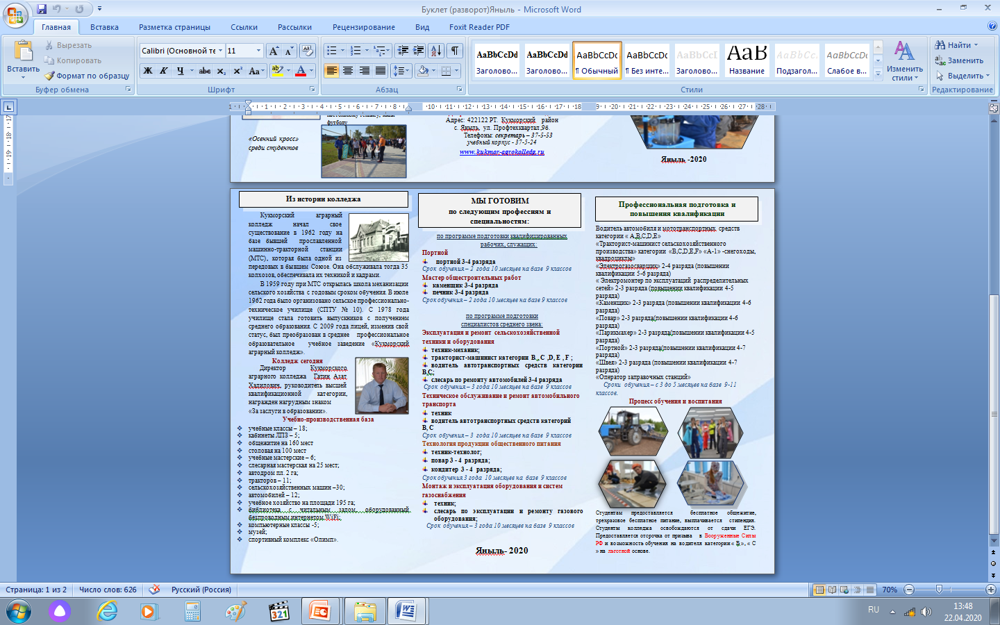 Буклет (разворот)Яныль - Microsoft Word
Главная
Вставка
Разметка страницы
Ссылки
Рассылки
Рецензирование
Вид
Foxit Reader PDF
Вставить
Вырезать
Копировать
Формат по образцу
Буфер обмена
Calibri (Основной те
11
Ж К Ч abc x₂ x² Aa
Шрифт
Абзац
AaBbCcDd
Заголово...
AaBbCcDd
Заголово...
AaBbCcDc
¶ Обычный
AaBbCcDc
¶ Без инте...
AaBbCcD
Заголово...
AaB
Название
AaBbCc.
Подзагол...
AaBbCcDc
Слабое в...
Стили
Изменить стили
Найти
Заменить
Выделить
Редактирование
футболу
«Осенний кросс»
среди студентов
Адрес: 422122 РТ. Кукморский район
с. Яныль, ул. Профтехквартал,96.
Телефоны: секретарь – 37-5-53
учебный корпус - 37-5-24
www. kukmor-agrokolledg.ru
Яныль -2020
Из истории колледжа
Кукморский аграрный
колледж начал свое
существование в 1962 году на
базе бывшей прославленной
машинно-тракторной станции
(МТС), которая была одной из
передовых в бывшем Союзе. Она обслуживала тогда 35
колхозов, обеспечивала их техникой и кадрами.
В 1959 году при МТС открылась школа механизации
сельского хозяйства с годовым сроком обучения. В июле
1962 года было организовано сельское профессионально-
техническое училище (СПТУ № 10). С 1978 года
училище стала готовить выпускников с получением
среднего образования. С 2009 года лицей, изменив свой
статус, был преобразован в среднее профессиональное
образовательное учебное заведение «Кукморский
аграрный колледж».
Колледж сегодня
Директор Кукморского
аграрного колледжа Гатин Азат
Хадидович, руководитель высшей
квалификационной категории,
награжден нагрудным знаком
«За заслуги в образовании».
Учебно-производственная база
учебные классы – 18;
кабинеты ЛПЗ – 5;
общежитие на 160 мест
столовая на 100 мест
учебные мастерские – 6;
слесарная мастерская на 25 мест;
автодром пл. 2 га;
тракторов – 11;
сельскохозяйственных машин –30;
автомобилей – 12;
учебное хозяйство на площади 195 га;
библиотека с читальным залом, оборудованный
безпроводным интернетом WiFi;
компьютерные классы -5;
музей;
спортивный комплекс «Олимп».
МЫ ГОТОВИМ
по следующим профессиям и
специальностям:
по программе подготовки квалифицированных
рабочих, служащих:
Портной
портной 3-4 разряда
Срок обучения – 2 года 10 месяцев на базе 9 классов
Мастер общестроительных работ
каменщик 3-4 разряда
печник 3-4 разряда
Срок обучения – 2 года 10 месяцев на базе 9 классов
по программе подготовки
специалистов среднего звена:
Эксплуатация и ремонт сельскохозяйственной
техники и оборудования
техник-механик;
тракторист-машинист категории В, С ,D, E , F ;
водитель автотранспортных средств категории
В,С;
слесарь по ремонту автомобилей 3-4 разряда
Срок обучения – 3 года 10 месяцев на базе 9 классов
Техническое обслуживание и ремонт автомобильного
транспорта
техник
водитель автотранспортных средств категорий
В, С
Срок обучения – 3 года 10 месяцев на базе 9 классов
Технология продукции общественного питания
техник-технолог;
повар 3 - 4 разряда;
кондитер 3 - 4 разряда;
Срок обучения 3 года 10 месяцев на базе 9 классов
Монтаж и эксплуатация оборудования и систем
газоснабжения
техник;
слесарь по эксплуатации и ремонту газового
оборудования;
Срок обучения – 3 года 10 месяцев на базе 9 классов
Яныль- 2020
Профессиональная подготовка и
повышения квалификации
Водитель автомобиля и мототранспортных средств
категории « А,В,С,D,E»
«Тракторист-машинист сельскохозяйственного
производства» категории «В,С,D,E,F» «А-1» -снегоходы,
квадроциклы»
«Электрогазосварщик» 2-4 разряда (повышении
квалификации 5-6 разряда)
« Электромонтер по эксплуатаций распределительных
сетей» 2-3 разряда (повышении квалификации 4-5
разряда)
«Каменщик» 2-3 разряда (повышении квалификации 4-6
разряда)
«Повар» 2-3 разряда(повышении квалификации 4-6
разряда)
«Парикмахер» 2-3 разряда(повышении квалификации 4-5
разряда)
«Портной» 2-3 разряда(повышении квалификации 4-7
разряда)
«Швея» 2-3 разряда (повышении квалификации 4-7
разряда)
«Оператор заправочных станций»
Сроки обучения – с 3 до 5 месяцев на базе 9-11
классов.
Процесс обучения и воспитания
Студентам предоставляется бесплатное общежитие,
трехразовое бесплатное питание, выплачивается стипендия.
Студенты колледжа освобождаются от сдачи ЕГЭ.
Предоставляется отсрочка от призыва в Вооруженные Силы
РФ и возможность обучения на водителя категории « В », « С
» на льготной основе.
Страница: 1 из 2
Число слов: 626
Русский (Россия)
70%
RU
13:48
22.04.2020